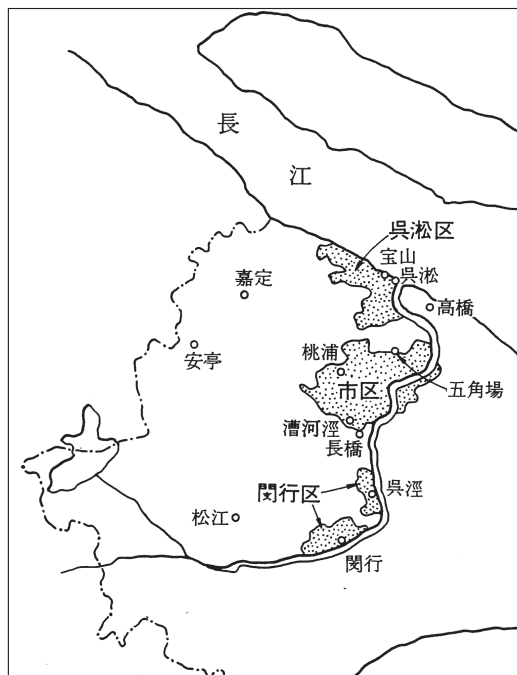 長
江
呉淞区
宝山
呉淞
嘉定
高橋
安亭
桃浦
市区
五角場
漕河涇
長橋
閔行区
呉涇
松江
閔行